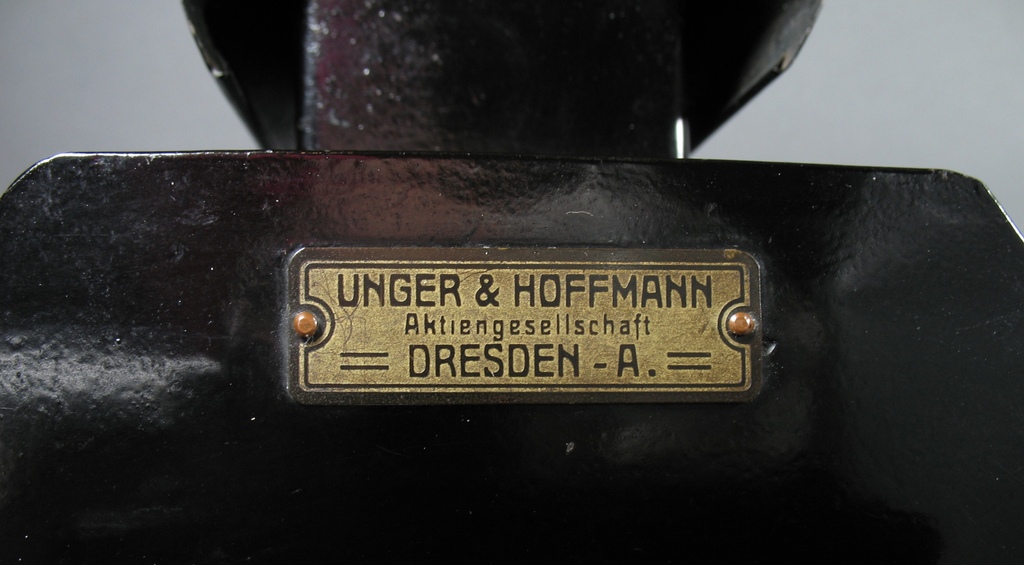 UNGER & HOFFMANN
Aktiengesellschaft
DRESDEN - A.